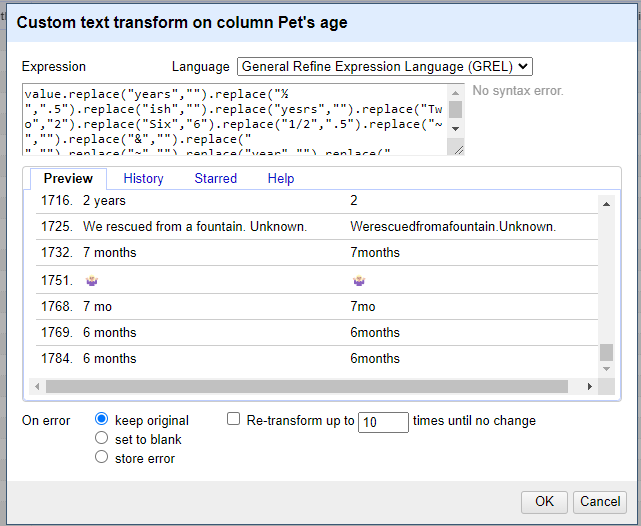 Custom text transform on column Pet's age
Expression Language General Refine Expression Language (GREL)
value.replace("years","").replace("%
",".5").replace("ish","").replace("yesrs","").replace("Tw
o","2").replace("Six","6").replace("1/2",".5").replace("~
","").replace("&","").replace("
","").replace("~","").replace("year","").replace("
No syntax error.
Preview History Starred Help
1716. 2 years 2
1725. We rescued from a fountain. Unknown. Werescuedfromafountain.Unknown.
1732. 7 months 7months
1751.
1768. 7 mo 7mo
1769. 6 months 6months
1784. 6 months 6months
On error keep original Re-transform up to 10 times until no change
set to blank
store error
OK Cancel